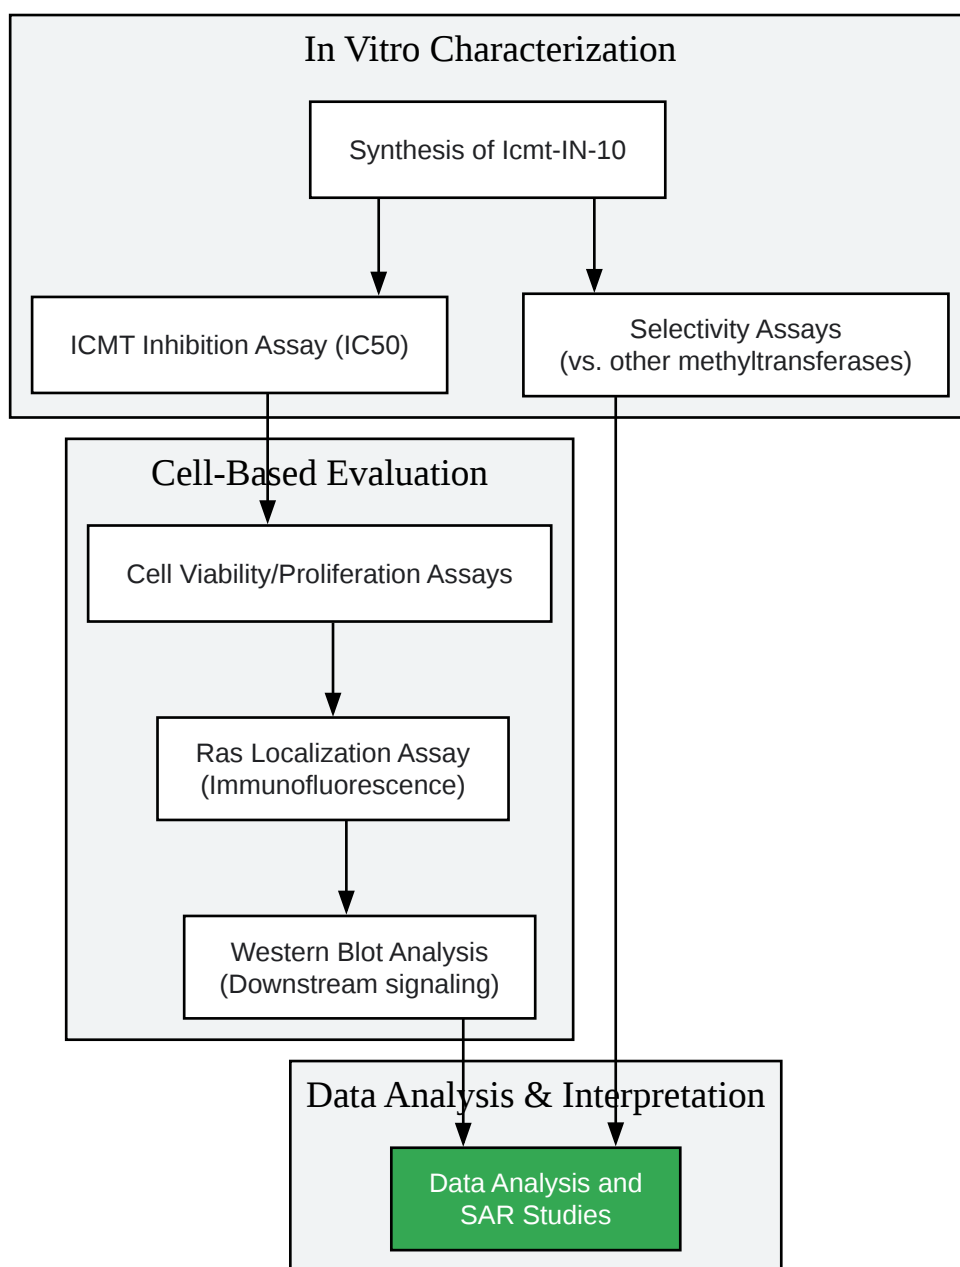 In Vitro Characterization
Synthesis of Icmt-IN-10
ICMT Inhibition Assay (IC50)
Selectivity Assays
(vs. other methyltransferases)
Cell-Based Evaluation
Cell Viability/Proliferation Assays
Ras Localization Assay
(Immunofluorescence)
Western Blot Analysis
(Downstream signaling)
Data Analysis & Interpretation
Data Analysis and
SAR Studies